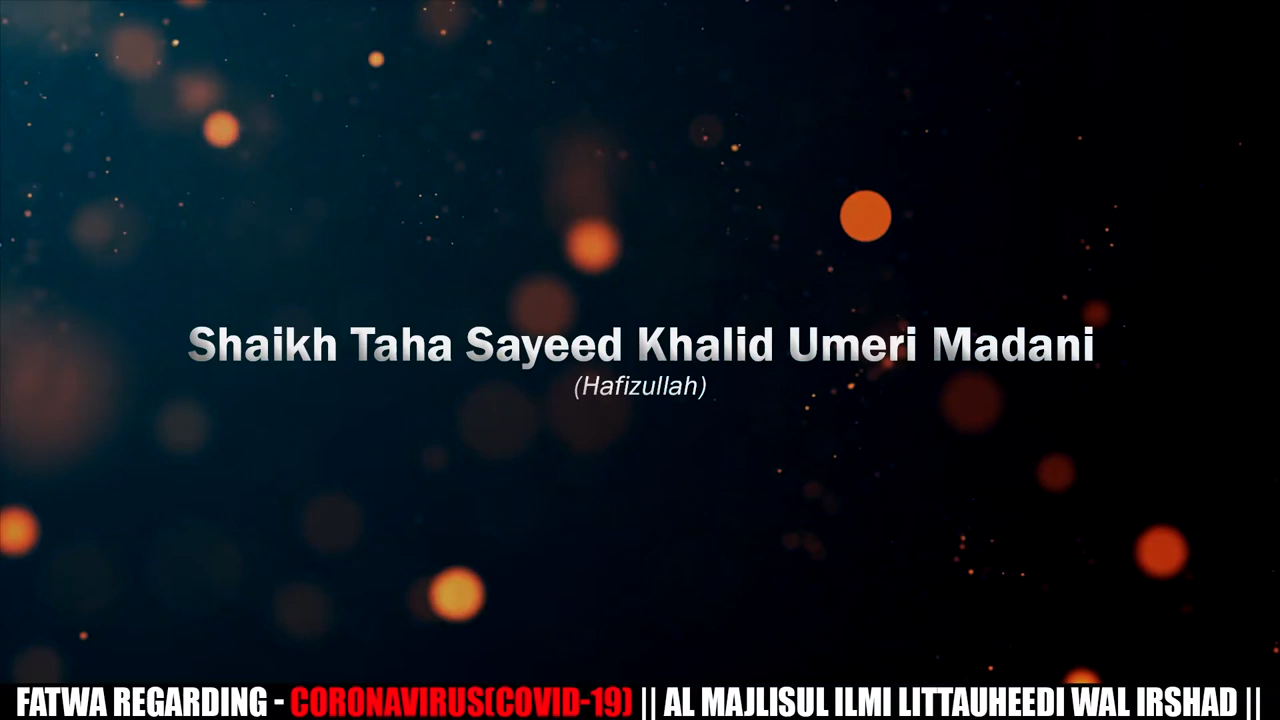 Shaikh Taha Sayeed Khalid Umeri Madani
(Hafizullah)
FATWA REGARDING - CORONAVIRUS(COVID-19) || AL MAJLISUL ILMI LITTAUHEEDI WAL IRSHAD ||